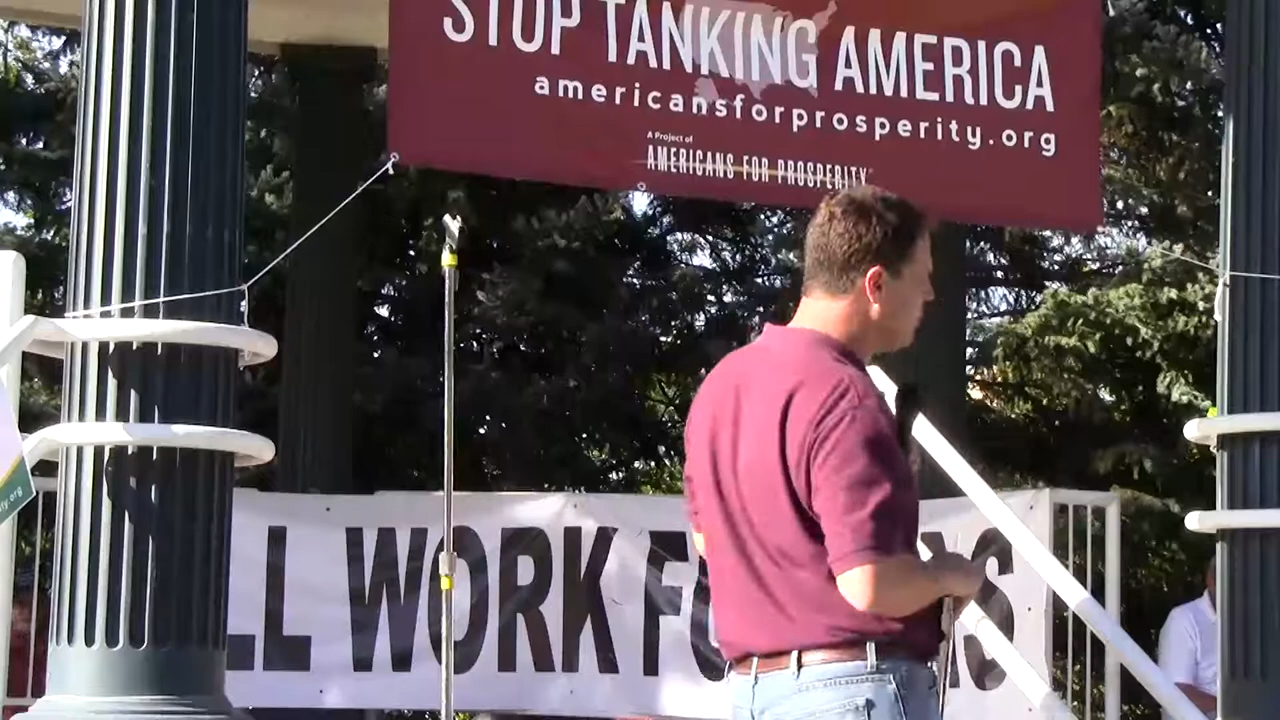 STOP TANKING AMERICA
americansforprosperity.org
A Project of
AMERICANS FOR PROSPERITY
WORK